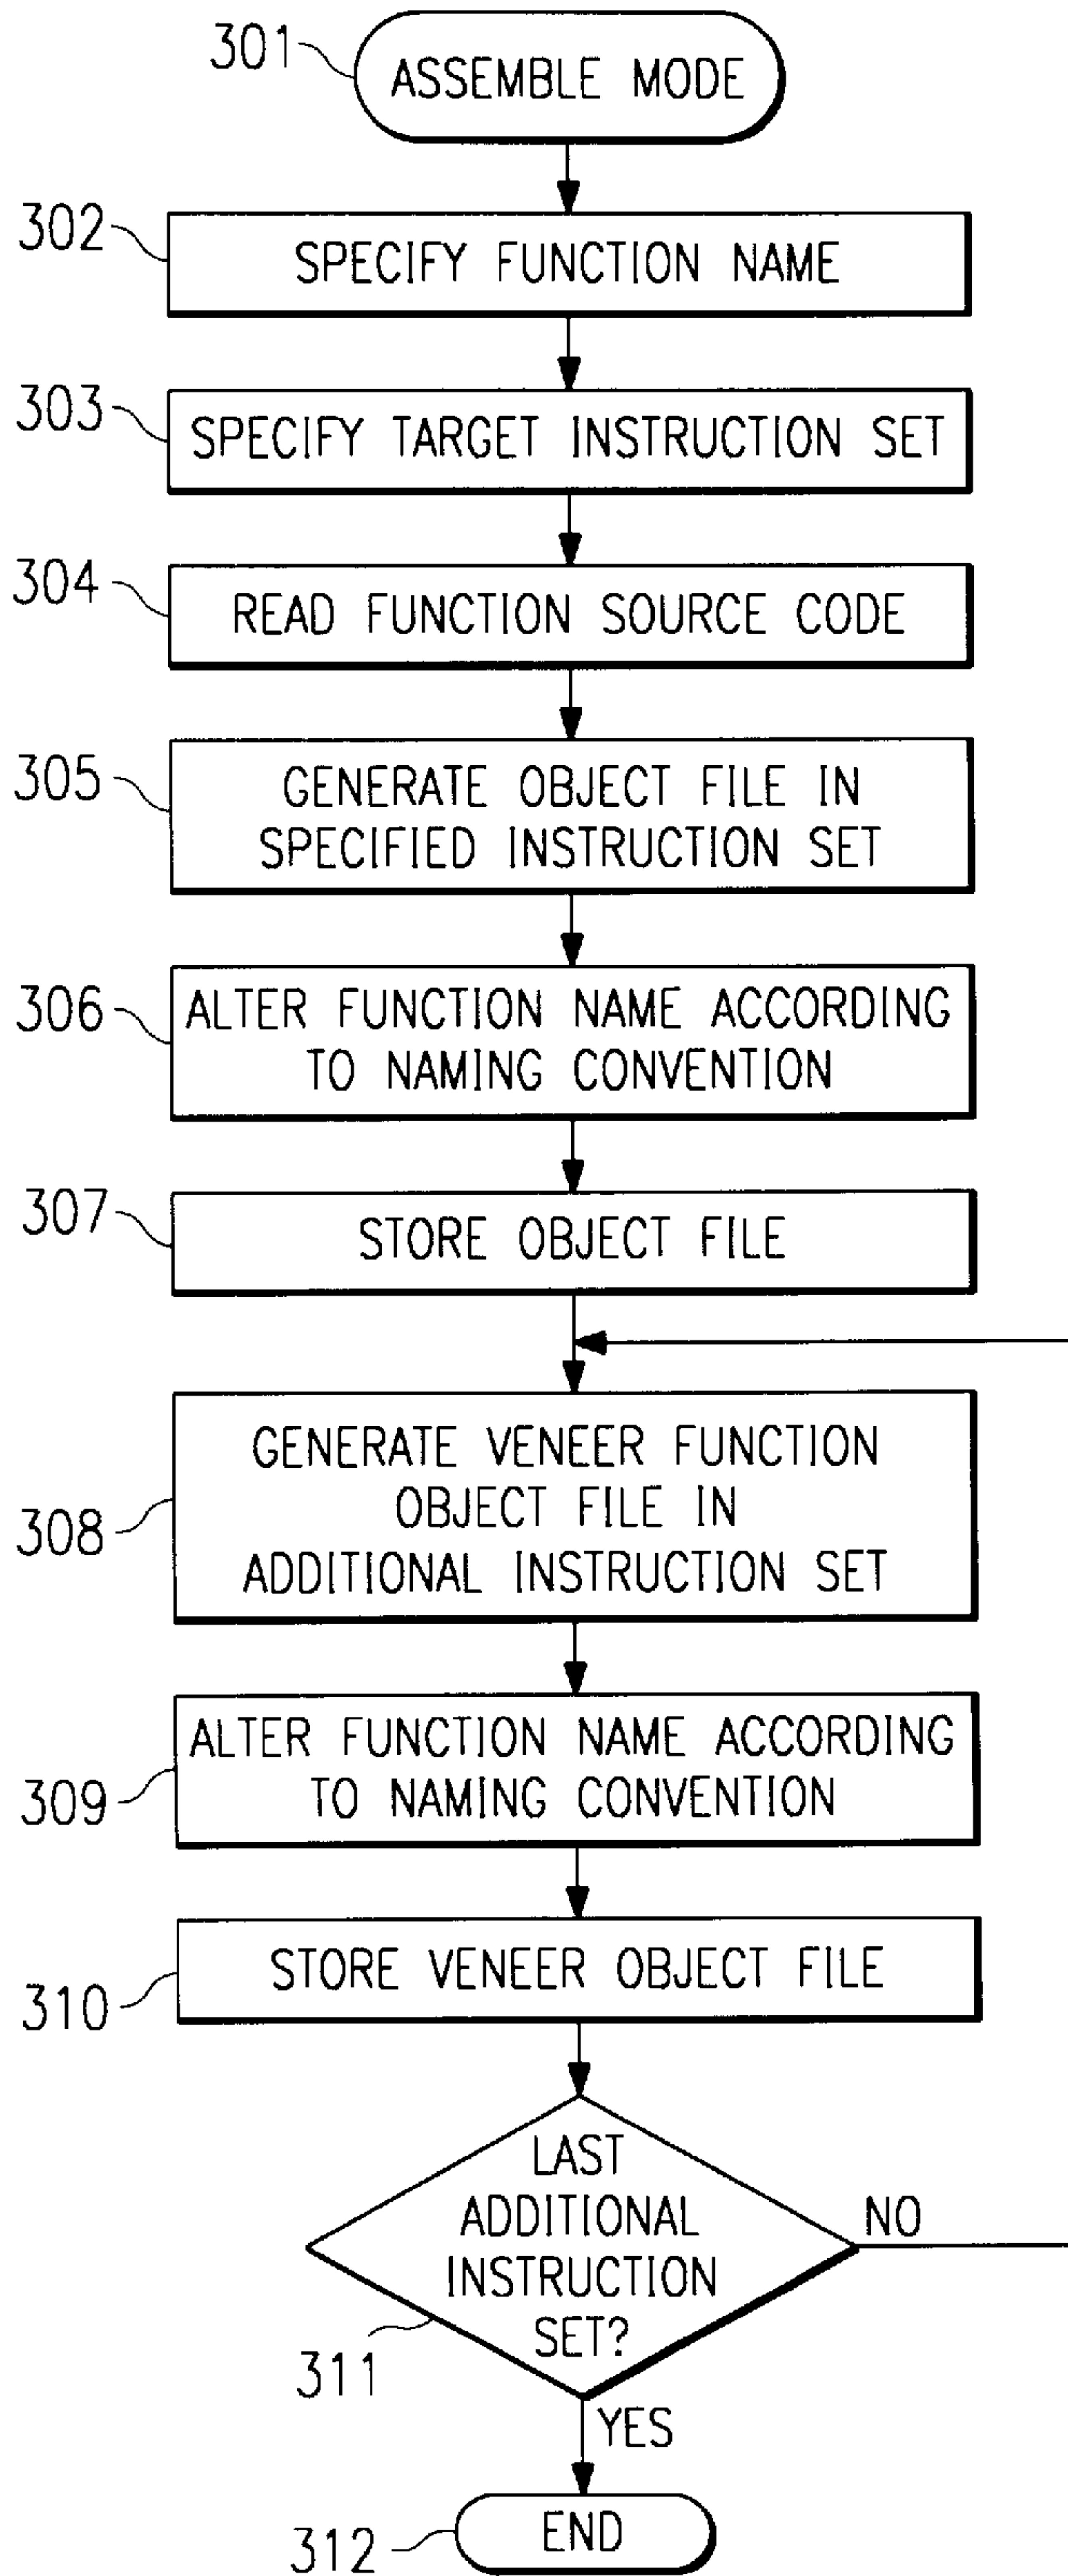 301
ASSEMBLE MODE
302
SPECIFY FUNCTION NAME
303
SPECIFY TARGET INSTRUCTION SET
304
READ FUNCTION SOURCE CODE
305
GENERATE OBJECT FILE IN
SPECIFIED INSTRUCTION SET
306
ALTER FUNCTION NAME ACCORDING
TO NAMING CONVENTION
307
STORE OBJECT FILE
308
GENERATE VENEER FUNCTION
OBJECT FILE IN
ADDITIONAL INSTRUCTION SET
309
ALTER FUNCTION NAME ACCORDING
TO NAMING CONVENTION
310
STORE VENEER OBJECT FILE
311
LAST
ADDITIONAL
INSTRUCTION
SET?
NO
YES
312
END